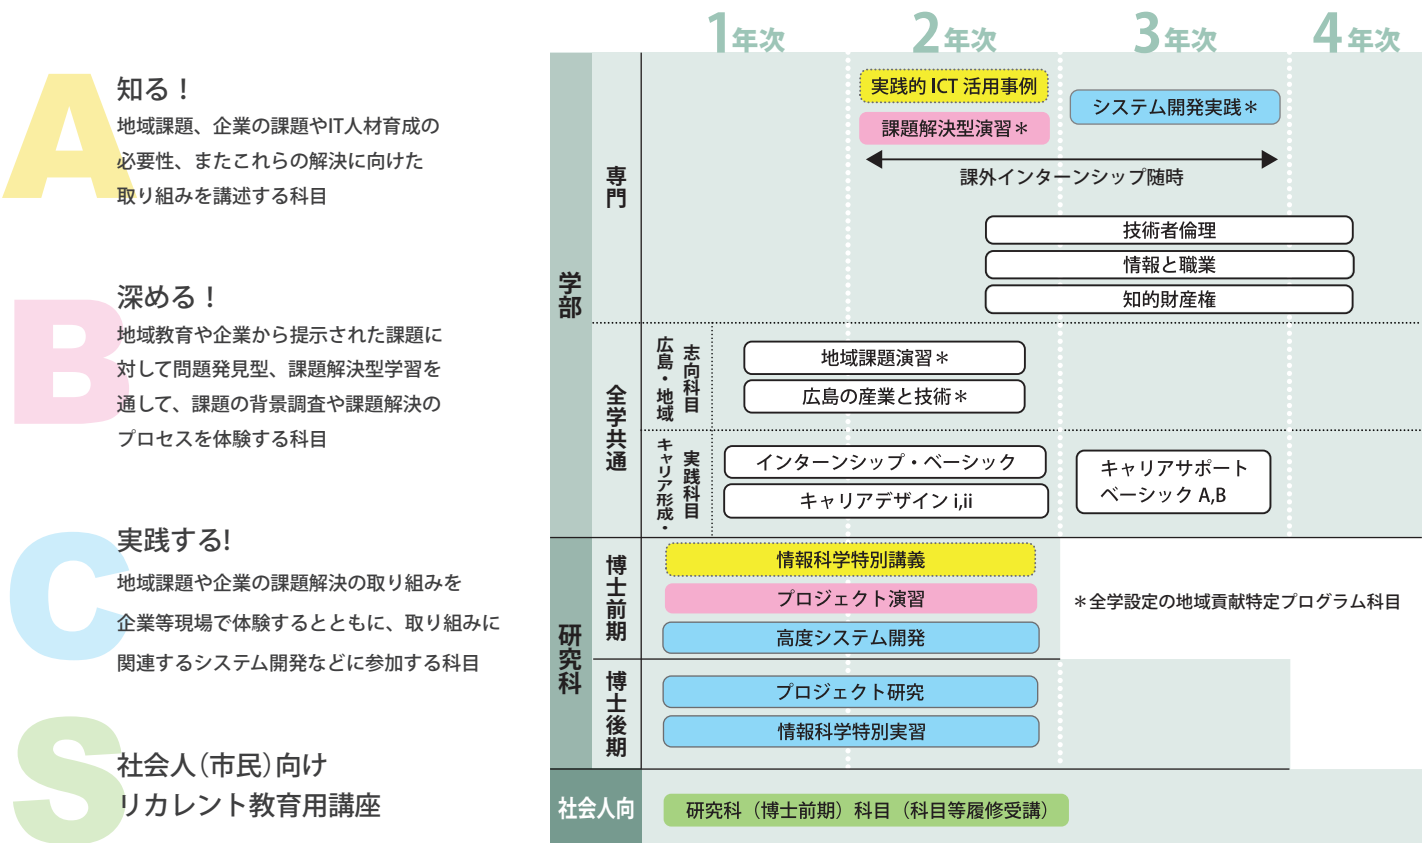 A
知る！
地域課題、企業の課題やIT人材育成の
必要性、またこれらの解決に向けた
取り組みを講述する科目
B
深める！
地域教育や企業から提示された課題に
対して問題発見型、課題解決型学習を
通して、課題の背景調査や課題解決の
プロセスを体験する科目
C
実践する!
地域課題や企業の課題解決の取り組みを
企業等現場で体験するとともに、取り組みに
関連するシステム開発などに参加する科目
S
社会人（市民）向け
リカレント教育用講座
1年次
2年次
3年次
4年次
学部
専門
実践的 ICT 活用事例
課題解決型演習＊
システム開発実践＊
課外インターンシップ随時
技術者倫理
情報と職業
知的財産権
全学共通
広島・地域
志向科目
地域課題演習＊
広島の産業と技術＊
キャリア形成・
実践科目
インターンシップ・ベーシック
キャリアデザイン i,ii
キャリアサポート
ベーシック A,B
研究科
博士前期
情報科学特別講義
プロジェクト演習
高度システム開発
＊全学設定の地域貢献特定プログラム科目
博士後期
プロジェクト研究
情報科学特別実習
社会人向
研究科（博士前期）科目（科目等履修受講）